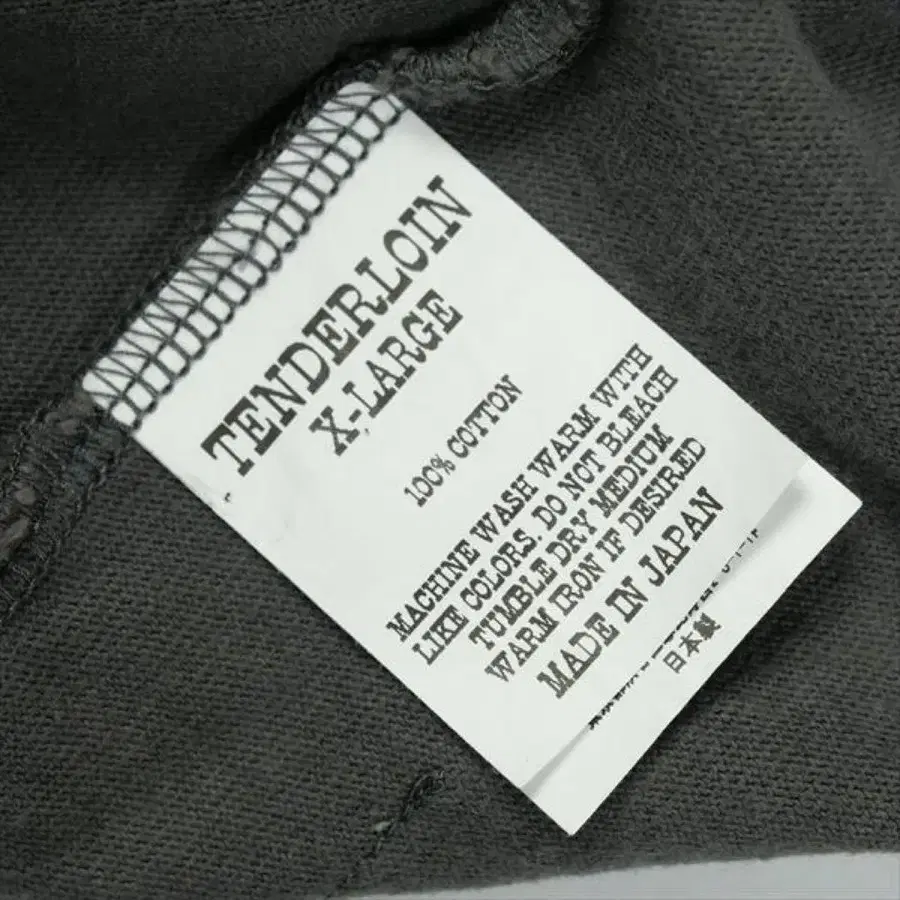 TENDERLOIN
X-LARGE
100% COTTON
MACHINE WASH WARM WITH
LIKE COLORS. DO NOT BLEACH
TUMBLE DRY MEDIUM
WARM IRON IF DESIRED
MADE IN JAPAN
日本製